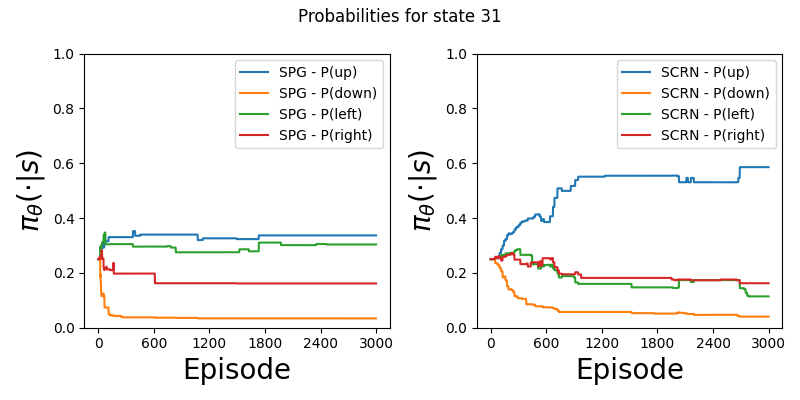 Probabilities for state 31
1.0
0.8
0.6
0.4
0.2
0.0
π_θ(·|s)
SPG - P(up)
SPG - P(down)
SPG - P(left)
SPG - P(right)
0 600 1200 1800 2400 3000
Episode
1.0
0.8
0.6
0.4
0.2
0.0
π_θ(·|s)
SCRN - P(up)
SCRN - P(down)
SCRN - P(left)
SCRN - P(right)
0 600 1200 1800 2400 3000
Episode